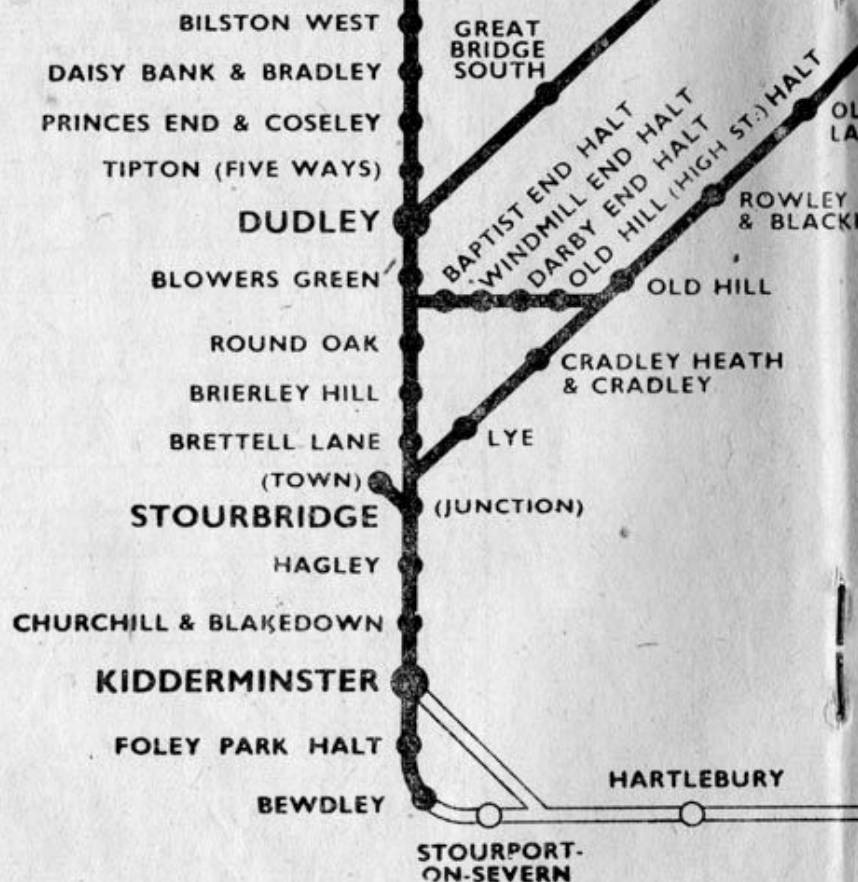 BILSTON WEST
GREAT
BRIDGE
SOUTH
DAISY BANK & BRADLEY
PRINCES END & COSELEY
TIPTON (FIVE WAYS)
DUDLEY
BAPTIST END HALT
WINDMILL END HALT
DARBY END HALT
OLD HILL (HIGH ST.) HALT
OL
LA
ROWLEY
& BLACK
BLOWERS GREEN
OLD HILL
ROUND OAK
CRADLEY HEATH
& CRADLEY
BRIERLEY HILL
BRETTELL LANE
LYE
(TOWN)
STOURBRIDGE
(JUNCTION)
HAGLEY
CHURCHILL & BLAKEDOWN
KIDDERMINSTER
FOLEY PARK HALT
HARTLEBURY
BEWDLEY
STOURPORT-
ON-SEVERN